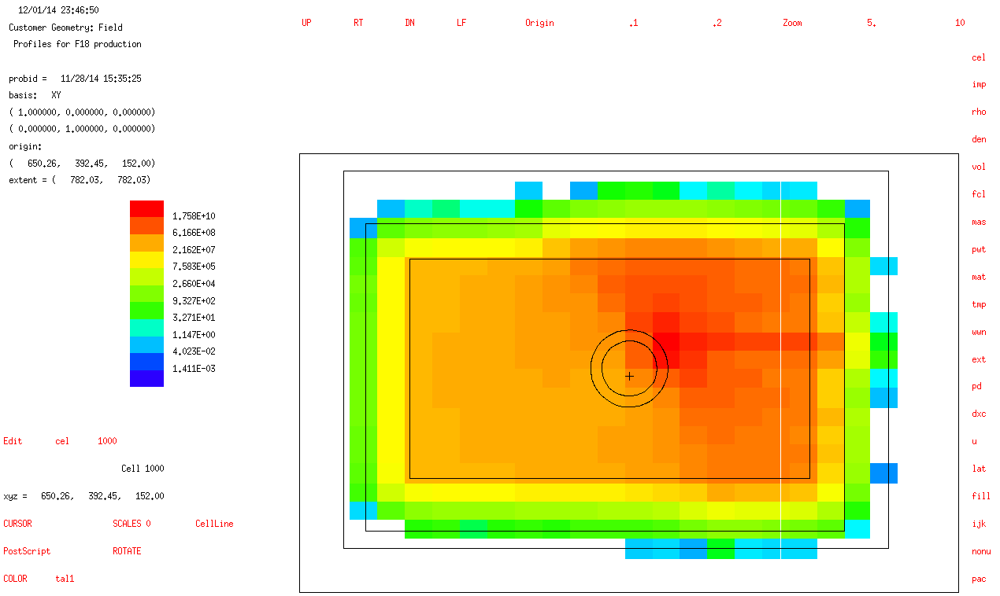 12/01/14 23:46:50
Customer Geometry: Field
Profiles for F18 production
probid = 11/28/14 15:35:25
basis: XY
( 1.000000, 0.000000, 0.000000)
( 0.000000, 1.000000, 0.000000)
origin:
( 650.26, 392.45, 152.00)
extent = ( 782.03, 782.03)
1.758E+10
6.166E+08
2.162E+07
7.583E+05
2.660E+04
9.327E+02
3.271E+01
1.147E+00
4.023E-02
1.411E-03
Edit cel 1000
Cell 1000
xyz = 650.26, 392.45, 152.00
CURSOR SCALES 0 CellLine
PostScript ROTATE
COLOR tal1
UP RT DN LF Origin .1 .2 Zoom 5. 10
cel
imp
rho
den
vol
fcl
mas
pwt
mat
tmp
wwn
ext
pd
dxc
u
lat
fill
ijk
nonu
pac